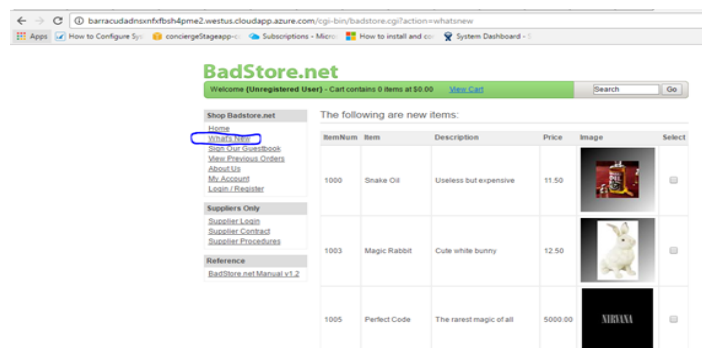 barracudadnsxnfxfbsh4pme2.westus.cloudapp.azure.com/cgi-bin/badstore.cgi?action=whatsnew
Apps How to Configure Sys conciergeStageapp-c Subscriptions - Micros How to install and co System Dashboard - S
BadStore.net
Welcome (Unregistered User) - Cart contains 0 items at $0.00 View Cart Search Go
Shop Badstore.net
Home
What's New
Sign Our Guestbook
View Previous Orders
About Us
My Account
Login / Register
Suppliers Only
Supplier Login
Supplier Contract
Supplier Procedures
Reference
BadStore.net Manual v1.2
The following are new items:
ItemNum Item Description Price Image Select
1000 Snake Oil Useless but expensive 11.50
1003 Magic Rabbit Cute white bunny 12.50
1005 Perfect Code The rarest magic of all 5000.00 NIRVANA